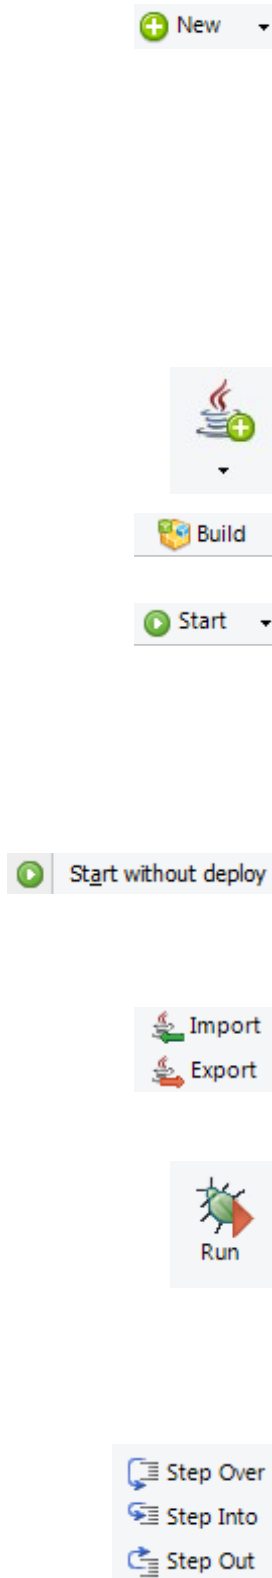 New
Build
Start
Start without deploy
Import
Export
Run
Step Over
Step Into
Step Out